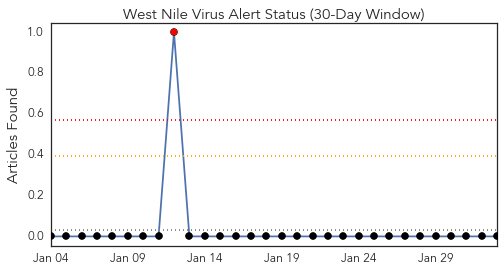 West Nile Virus Alert Status (30-Day Window)
Articles Found
1.0
0.8
0.6
0.4
0.2
0.0
Jan 04 Jan 09 Jan 14 Jan 19 Jan 24 Jan 29